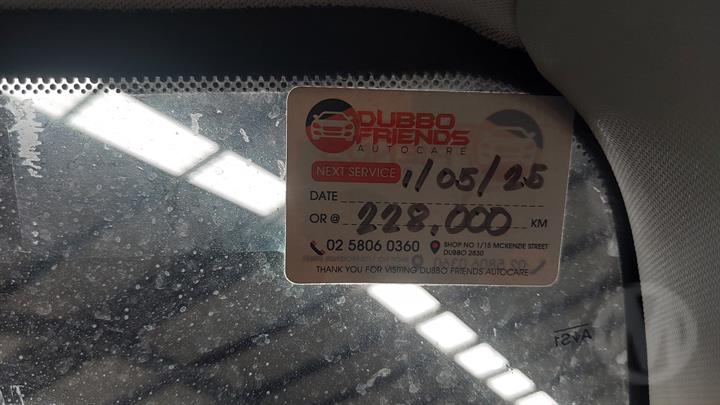 DUBBO
FRIENDS
AUTOCARE
NEXT SERVICE 1/05/25
DATE
OR @ 228,000 KM
02 5806 0360 SHOP NO 1/15 MCKENZIE STREET
DUBBO 2830
THANK YOU FOR VISITING DUBBO FRIENDS AUTOCARE
AVS1